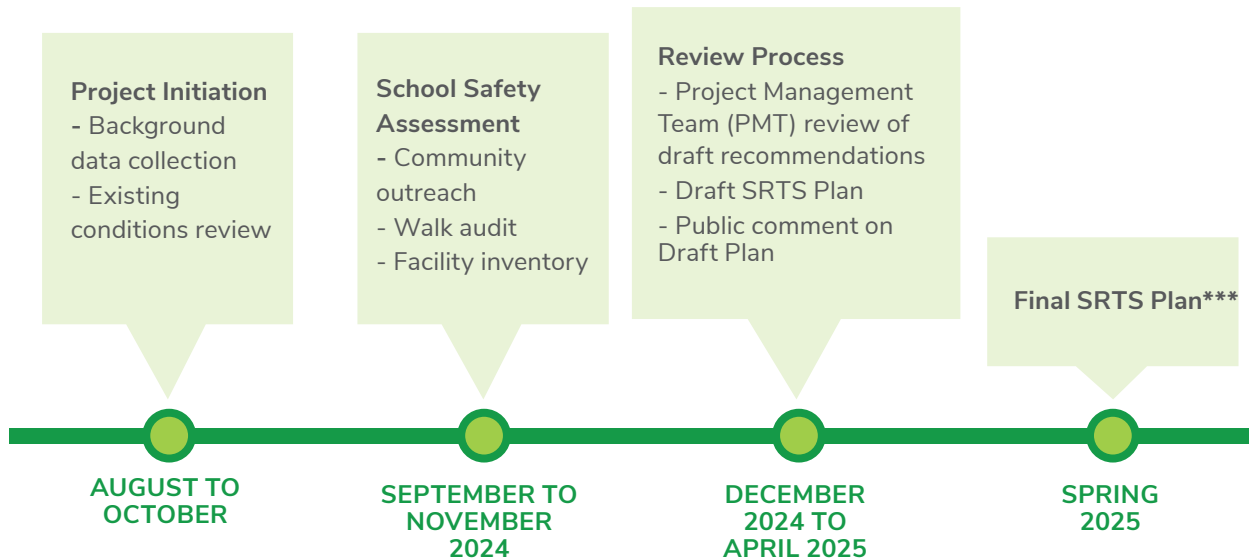 Project Initiation
- Background
data collection
- Existing
conditions review
AUGUST TO
OCTOBER
School Safety
Assessment
- Community
outreach
- Walk audit
- Facility inventory
SEPTEMBER TO
NOVEMBER
2024
Review Process
- Project Management
Team (PMT) review of
draft recommendations
- Draft SRTS Plan
- Public comment on
Draft Plan
DECEMBER
2024 TO
APRIL 2025
Final SRTS Plan***
SPRING
2025